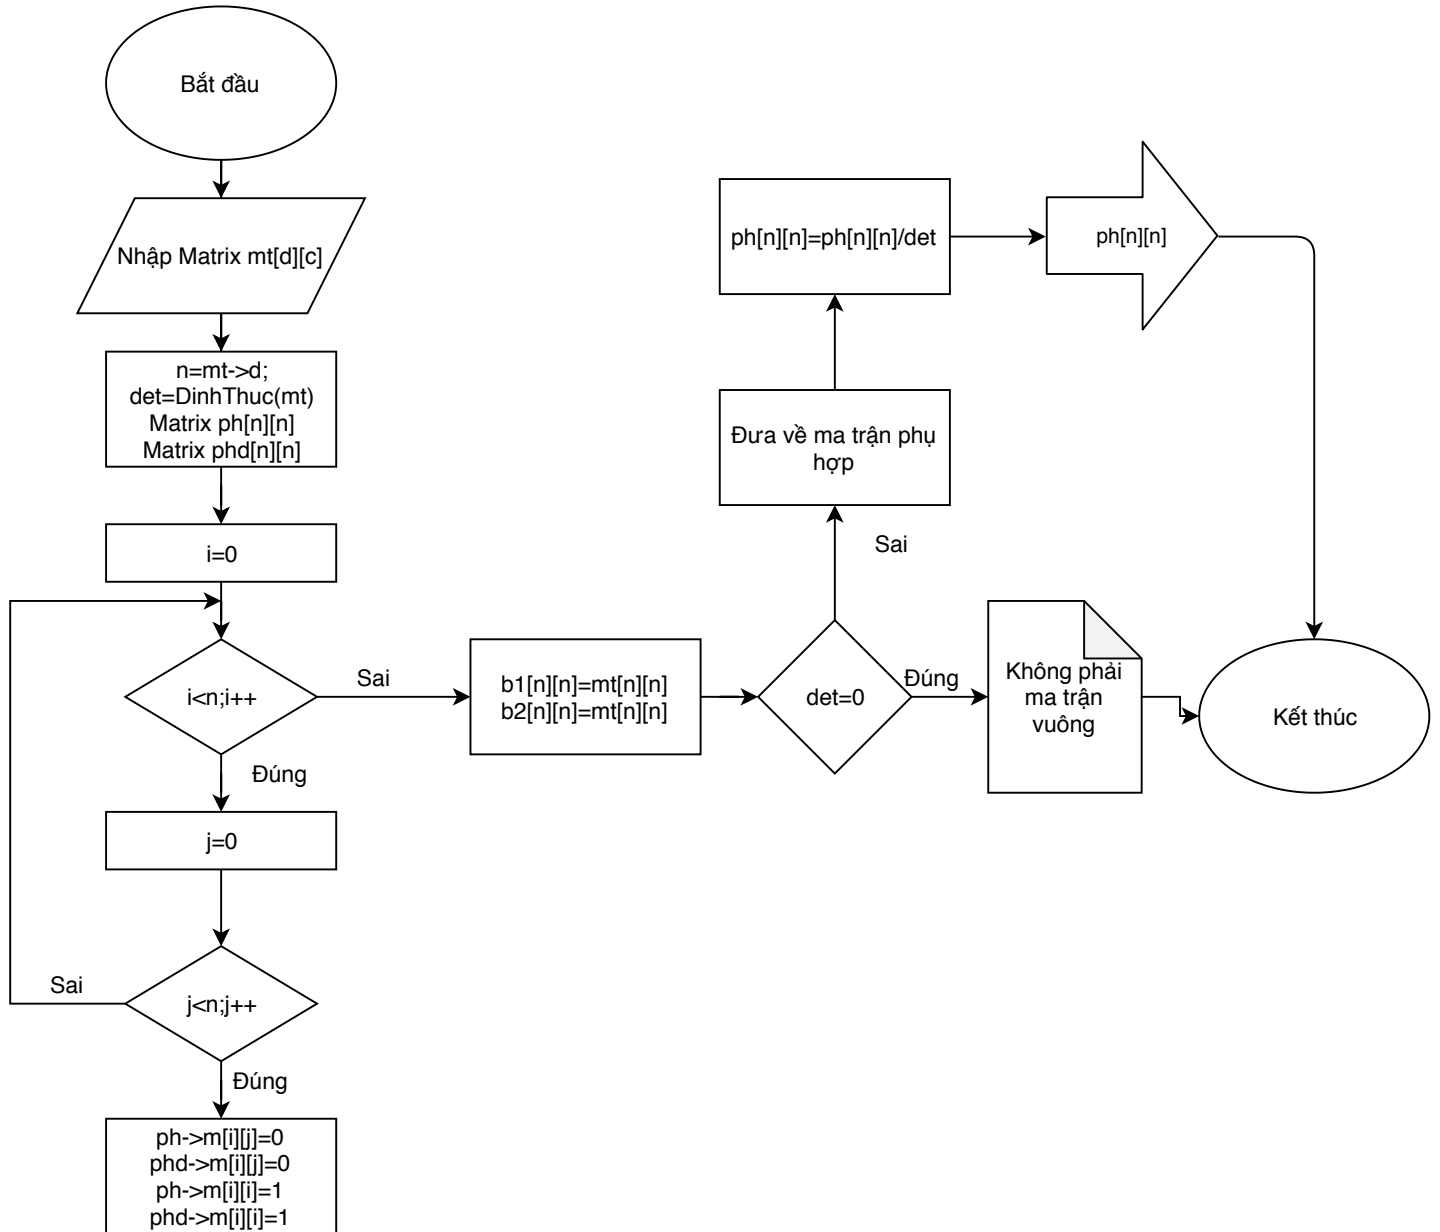 Bắt đầu
Nhập Matrix mt[d][c]
n=mt->d;
det=DinhThuc(mt)
Matrix ph[n][n]
Matrix phd[n][n]
i=0
i<n;i++
Sai
Đúng
j=0
j<n;j++
Sai
Đúng
ph->m[i][j]=0
phd->m[i][j]=0
ph->m[i][i]=1
phd->m[i][i]=1
b1[n][n]=mt[n][n]
b2[n][n]=mt[n][n]
det=0
Sai
Đúng
Đưa về ma trận phụ
hợp
ph[n][n]=ph[n][n]/det
ph[n][n]
Không phải
ma trận
vuông
Kết thúc